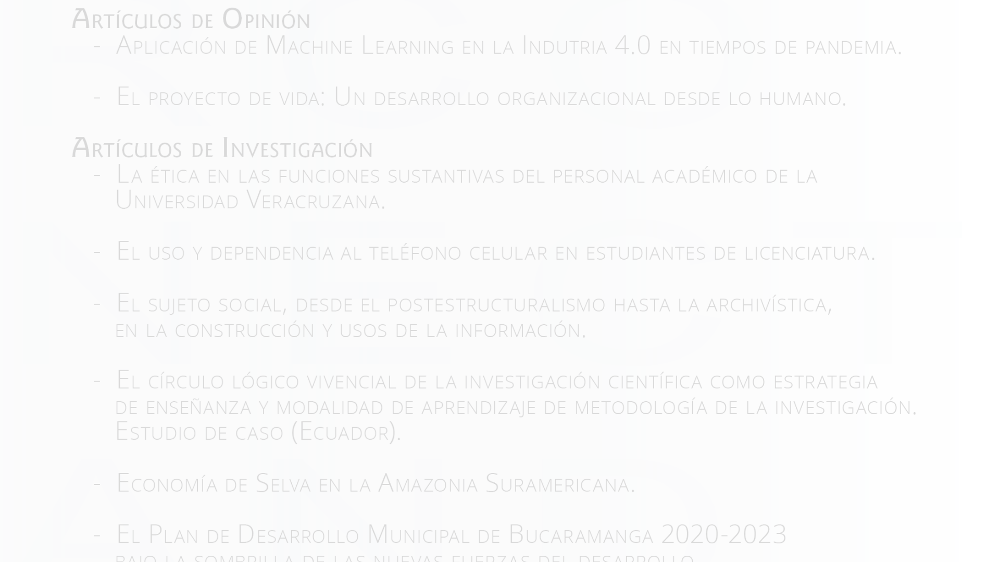 Artículos de Opinión
- Aplicación de Machine Learning en la Indutria 4.0 en tiempos de pandemia.
- El proyecto de vida: Un desarrollo organizacional desde lo humano.
Artículos de Investigación
- La ética en las funciones sustantivas del personal académico de la
Universidad Veracruzana.
- El uso y dependencia al teléfono celular en estudiantes de licenciatura.
- El sujeto social, desde el postestructuralismo hasta la archivística,
en la construcción y usos de la información.
- El círculo lógico vivencial de la investigación científica como estrategia
de enseñanza y modalidad de aprendizaje de metodología de la investigación.
Estudio de caso (Ecuador).
- Economía de Selva en la Amazonia Suramericana.
- El Plan de Desarrollo Municipal de Bucaramanga 2020-2023
bajo la sombrilla de las nuevas fuerzas del desarrollo